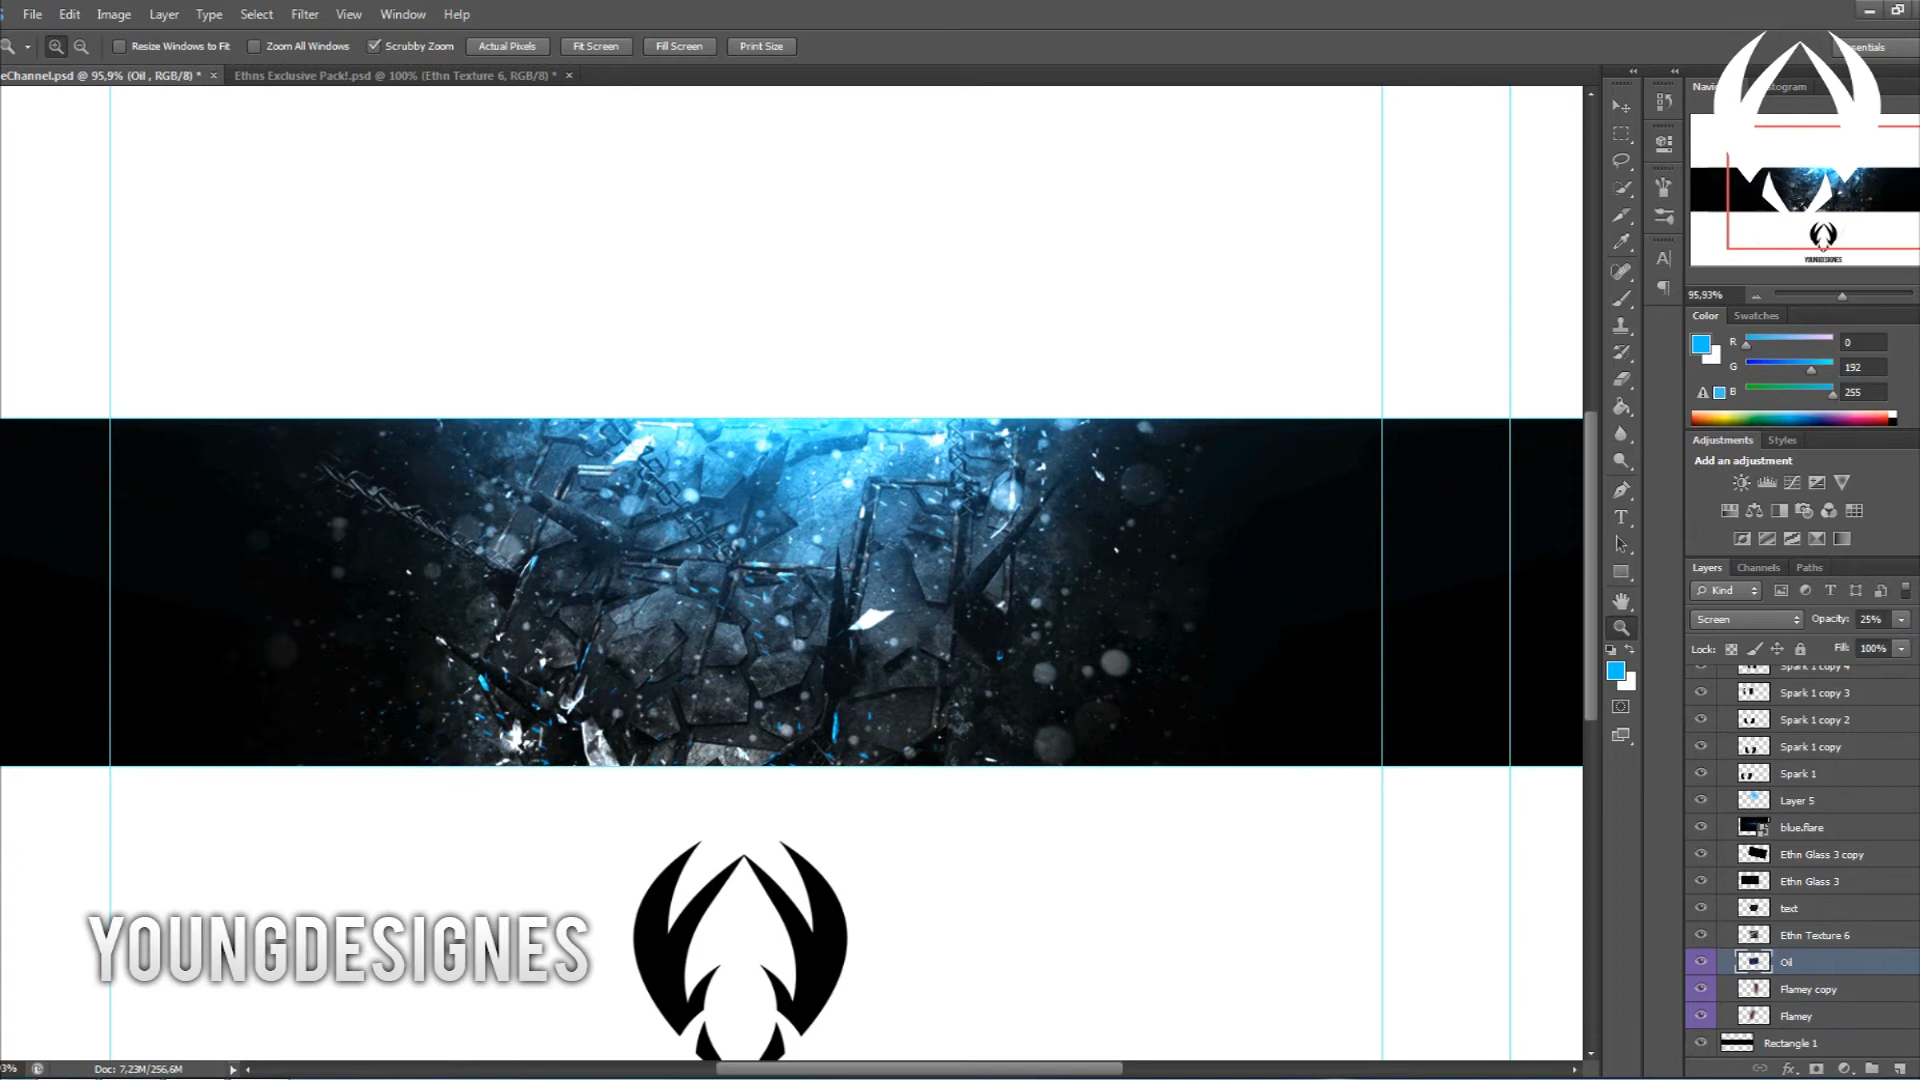 File Edit Image Layer Type Select Filter View Window Help
Resize Windows to Fit Zoom All Windows Scrubby Zoom Actual Pixels Fit Screen Fill Screen Print Size
eChannel.psd @ 95,9% (Oil , RGB/8) * × Ethns Exclusive Pack!.psd @ 100% (Ethn Texture 6, RGB/8) * ×
95,93%
Color Swatches
R 0
G 192
B 255
Adjustments Styles
Add an adjustment
Layers Channels Paths
Kind
Screen Opacity: 25%
Lock: Fill: 100%
Spark 1 copy 4
Spark 1 copy 3
Spark 1 copy 2
Spark 1 copy
Spark 1
Layer 5
blue.flare
Ethn Glass 3 copy
Ethn Glass 3
text
Ethn Texture 6
Oil
Flamey copy
Flamey
Rectangle 1
YOUNGDESIGNES
YOUNGDESIGNES
Doc: 7,23M/256,6M